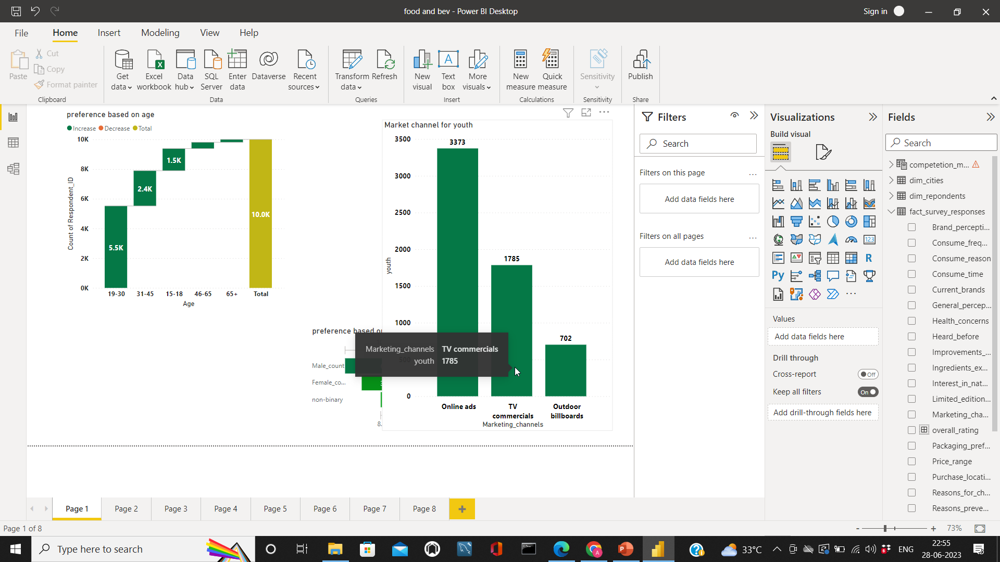 food and bev - Power BI Desktop
Sign in
File Home Insert Modeling View Help
Paste
Cut
Copy
Format painter
Clipboard
Get data
Excel workbook
Data hub
SQL Server
Enter data
Dataverse
Recent sources
Data
Transform data
Refresh
Queries
New visual
Text box
More visuals
Insert
New measure
Quick measure
Calculations
Sensitivity
Sensitivity
Publish
Share
preference based on age
Increase Decrease Total
Count of Respondent_ID
10K
8K
6K
4K
2K
0K
5.5K
2.4K
1.5K
10.0K
19-30 31-45 15-18 46-65 65+ Total
Age
preference based
Male_count
Female_co...
non-binary
8.
Market channel for youth
youth
3500
3000
2500
2000
1500
1000
500
0
3373
1785
702
Online ads
TV commercials
Outdoor billboards
Marketing_channels
Marketing_channels TV commercials
youth 1785
Filters
Search
Filters on this page
...
Add data fields here
Filters on all pages
...
Add data fields here
Visualizations
Build visual
123
R
Py
...
Values
Add data fields here
Drill through
Cross-report
Off
Keep all filters
On
Add drill-through fields here
Fields
Search
competetion_m...
dim_cities
dim_repondents
fact_survey_responses
Brand_percepti...
Consume_freq...
Consume_reason
Consume_time
Current_brands
General_percep...
Health_concerns
Heard_before
Improvements_...
Ingredients_ex...
Interest_in_nat...
Limited_edition...
Marketing_cha...
overall_rating
Packaging_pref...
Price_range
Purchase_locati...
Reasons_for_ch...
Reasons_preve...
Page 1 Page 2 Page 3 Page 4 Page 5 Page 6 Page 7 Page 8
Page 1 of 8
- + 73%
Type here to search
33°C
ENG
22:55
28-06-2023